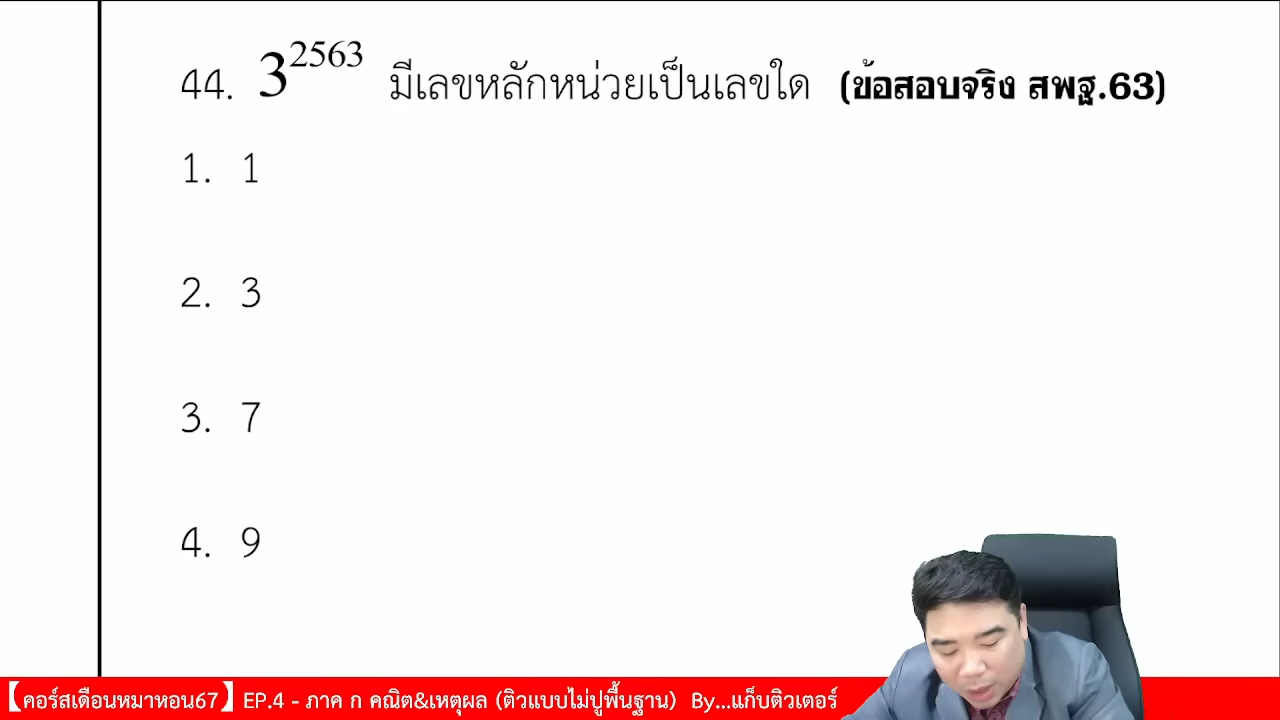 44. 3²⁵⁶³ มีเลขหลักหน่วยเป็นเลขใด (ข้อสอบจริง สพฐ.63)
1. 1
2. 3
3. 7
4. 9
【คอร์สเดือนหมาหอน67】 EP.4 - ภาค ก คณิต&เหตุผล (ติวแบบไม่ปูพื้นฐาน) By...แก็บติวเตอร์